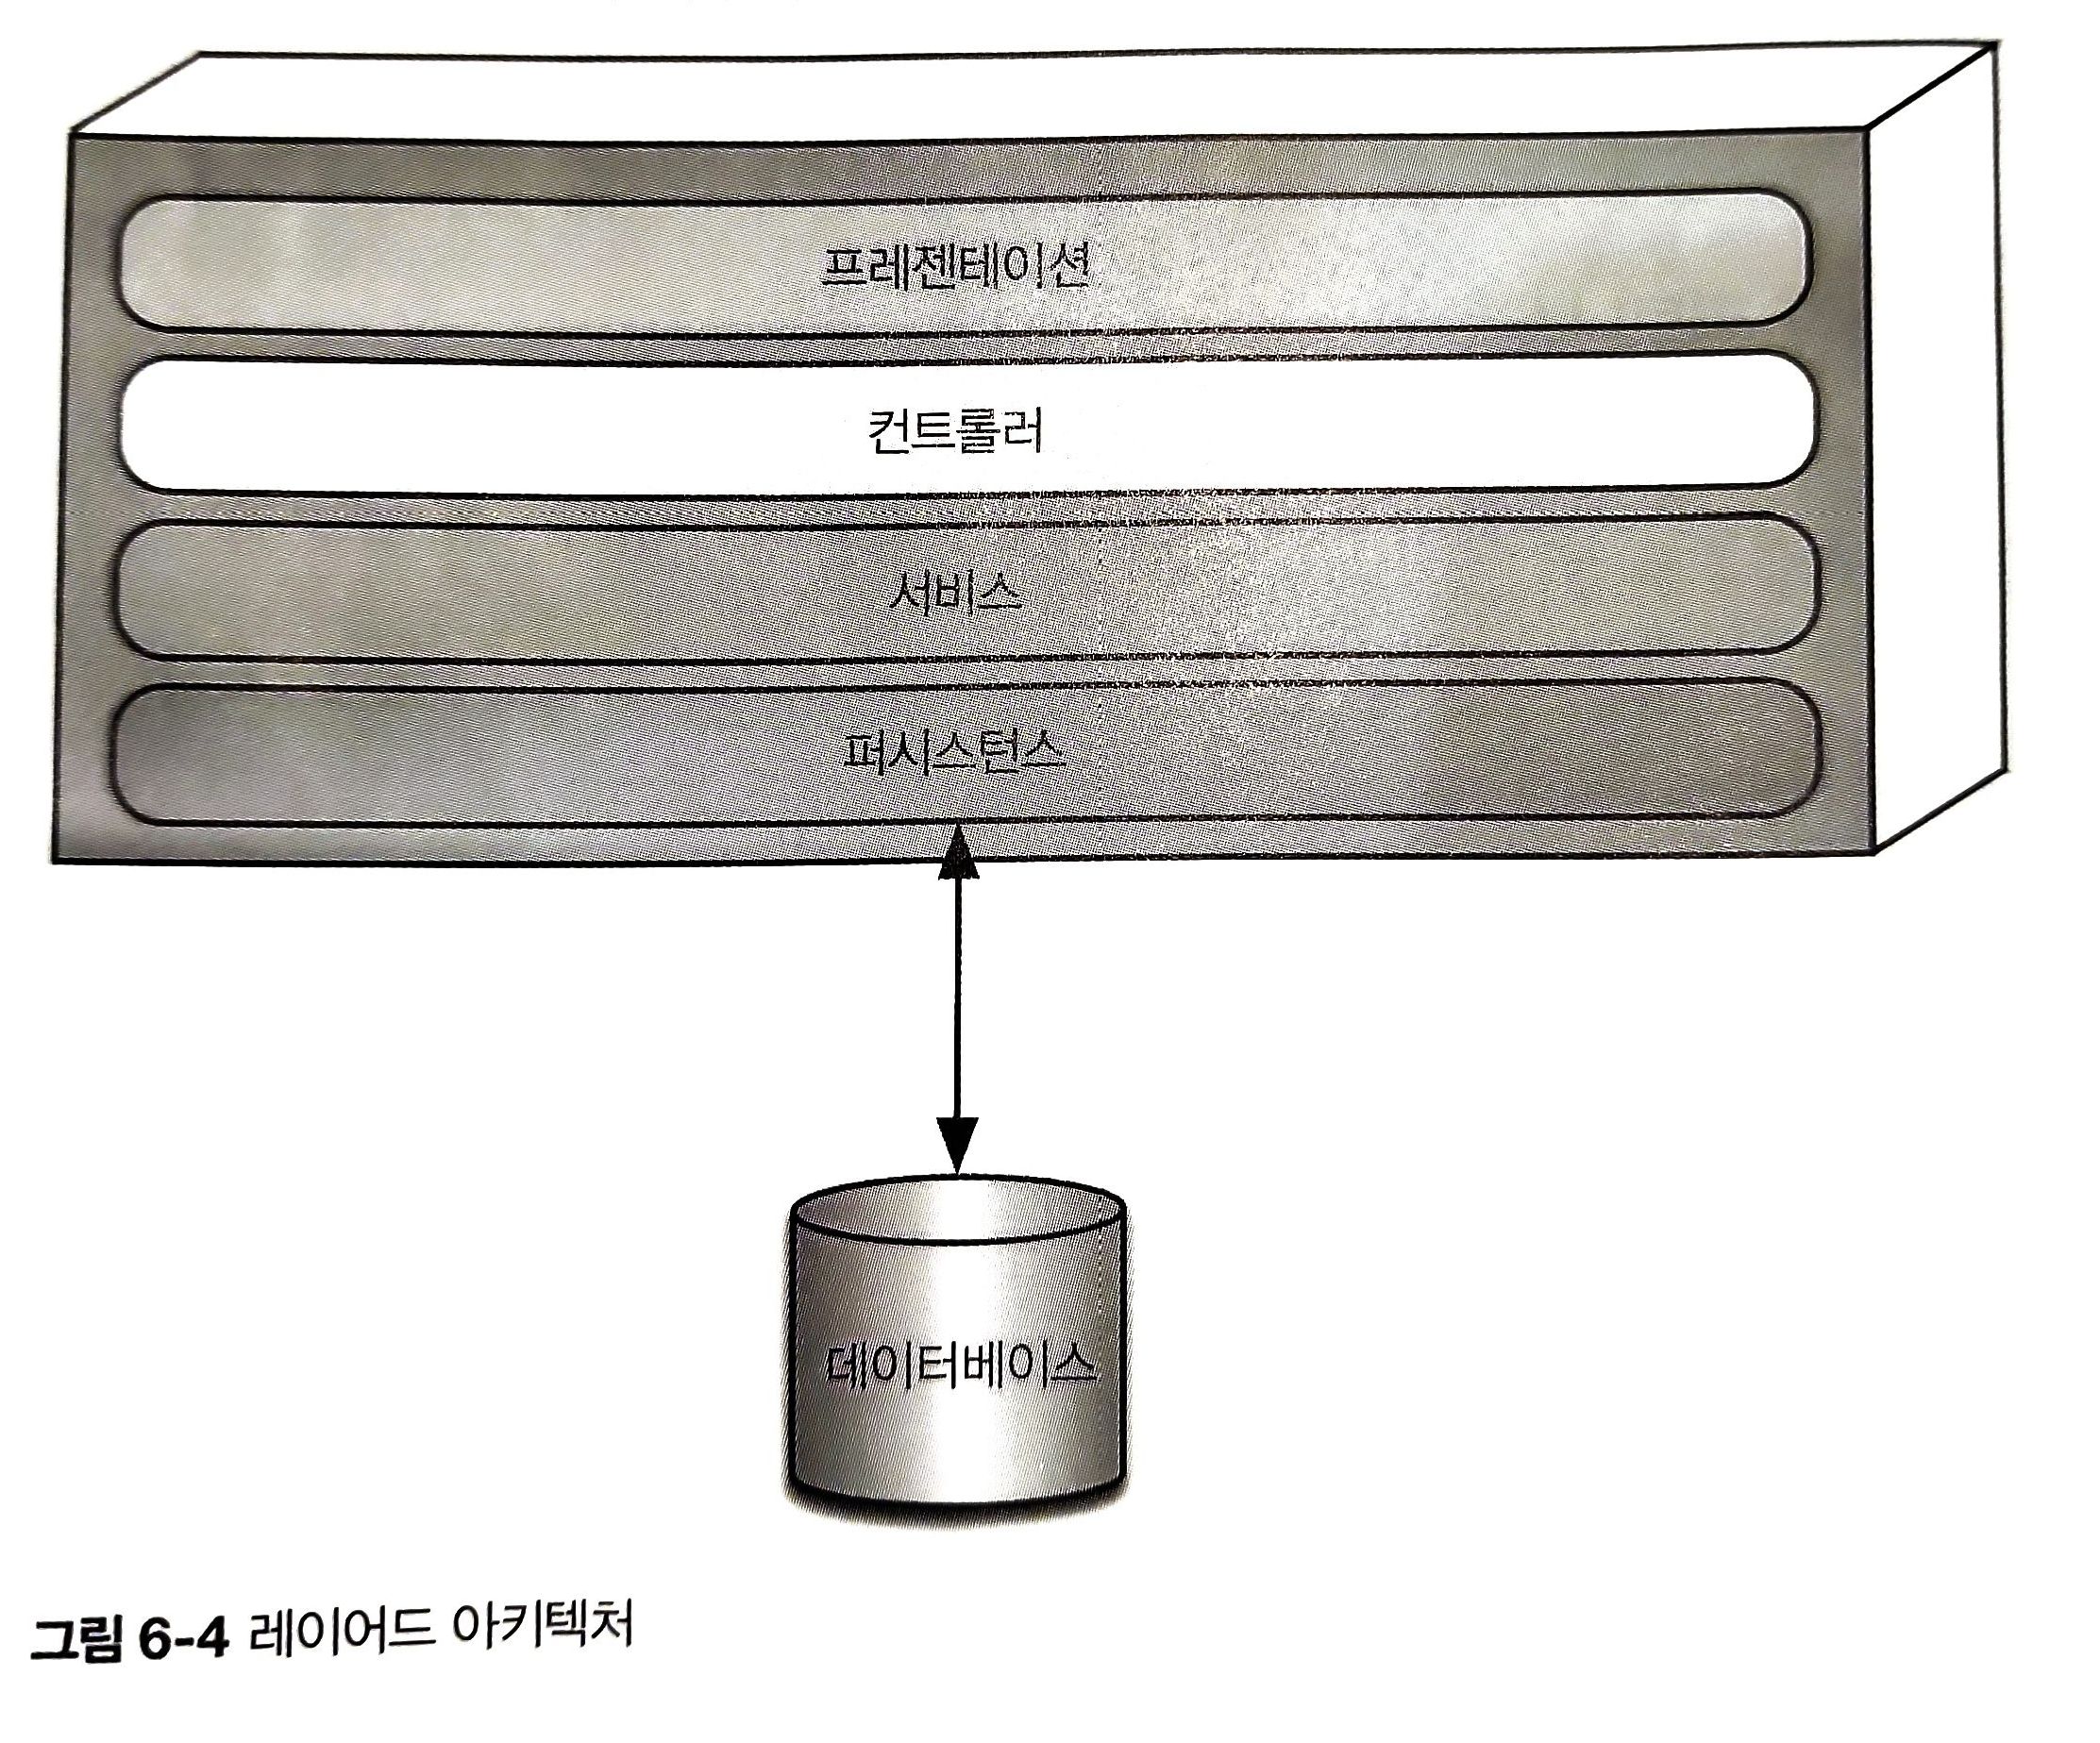 프레젠테이션
컨트롤러
서비스
퍼시스턴스
데이터베이스
그림 6-4 레이어드 아키텍처